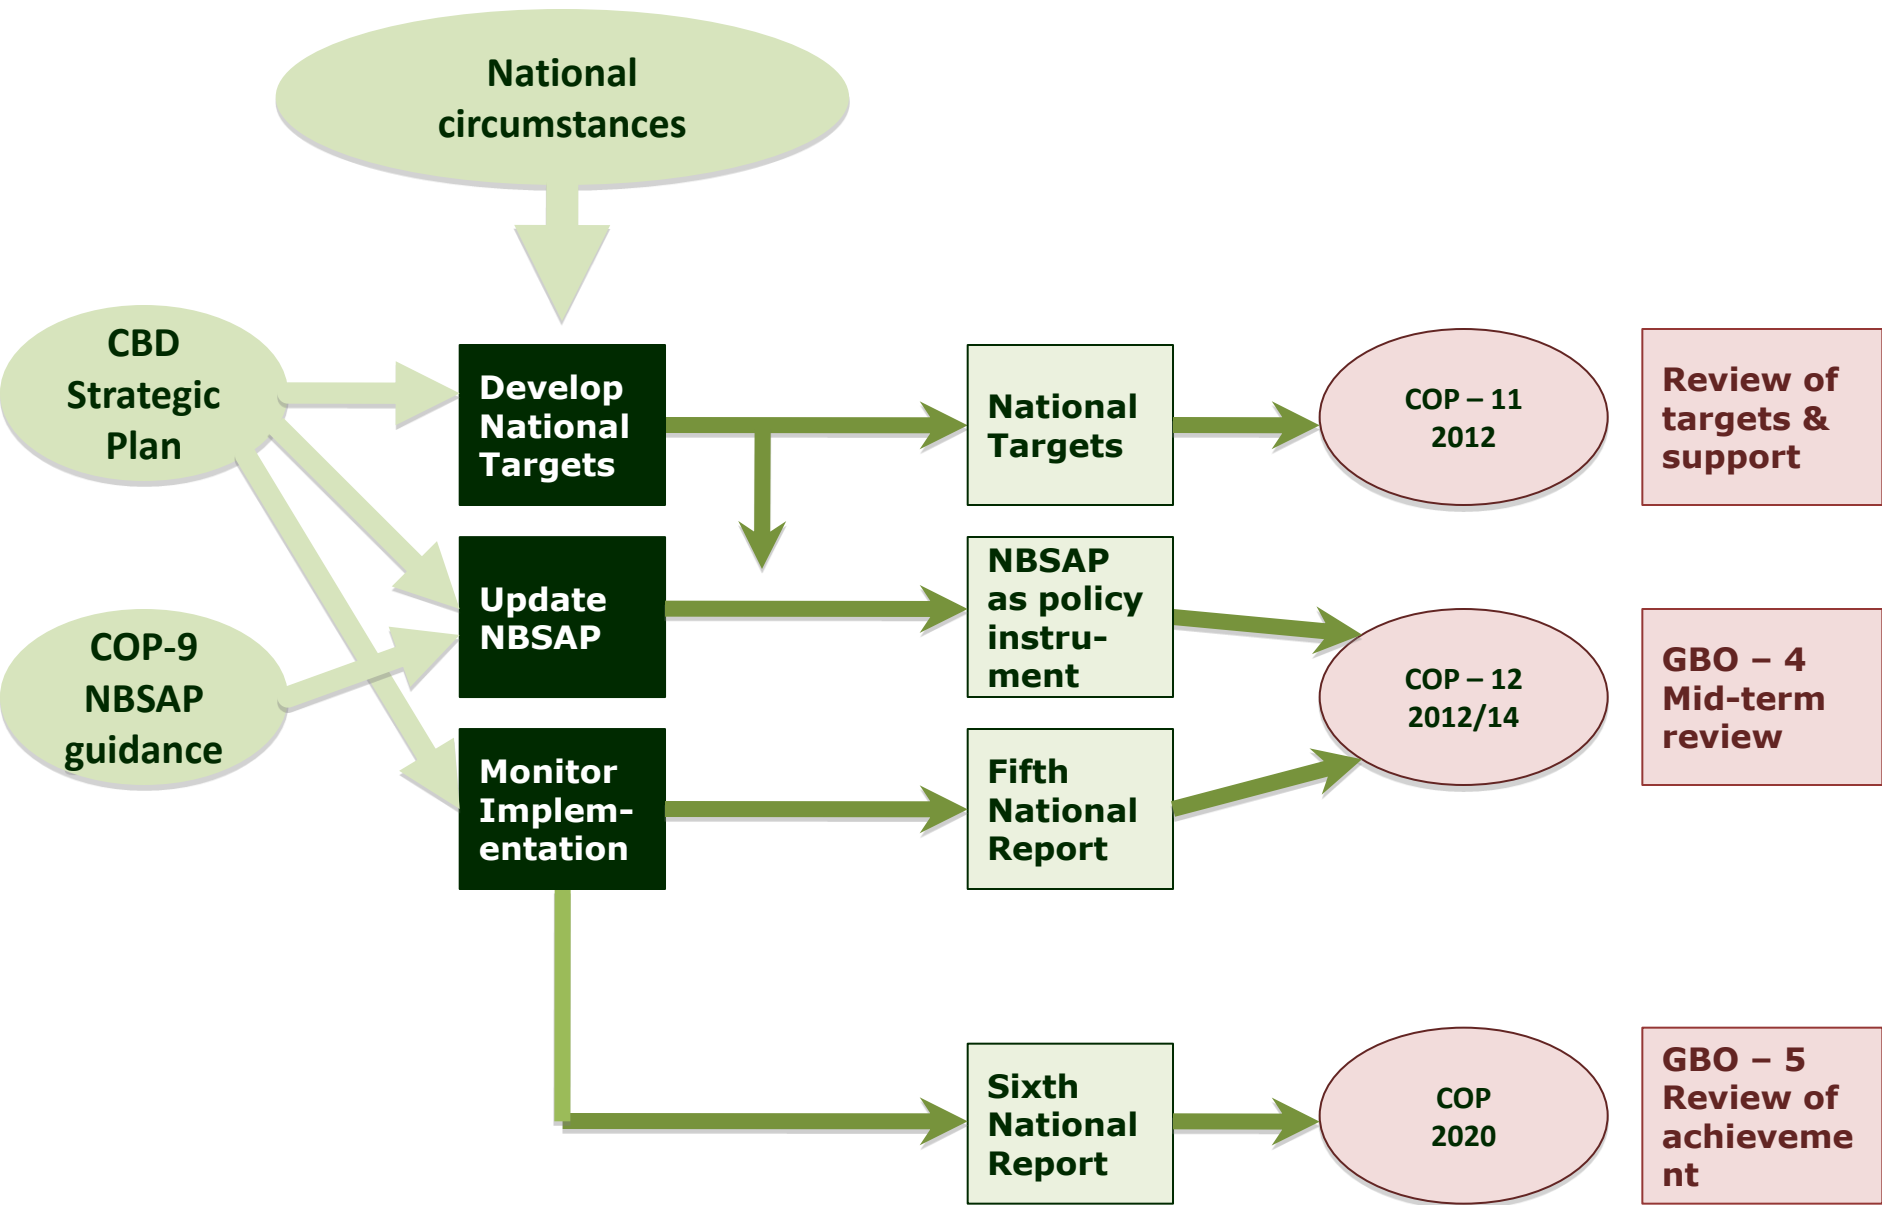 National
circumstances
CBD
Strategic
Plan
Develop
National
Targets
National
Targets
COP – 11
2012
Review of
targets &
support
COP-9
NBSAP
guidance
Update
NBSAP
NBSAP
as policy
instru-
ment
COP – 12
2012/14
GBO – 4
Mid-term
review
Monitor
Implem-
entation
Fifth
National
Report
Sixth
National
Report
COP
2020
GBO – 5
Review of
achieveme
nt